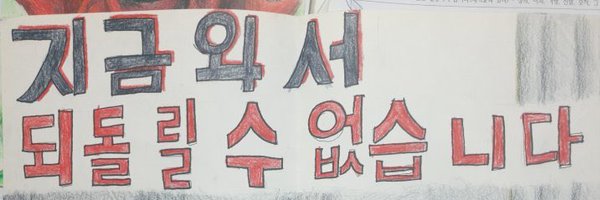 지금 와서
되돌릴 수 없습니다